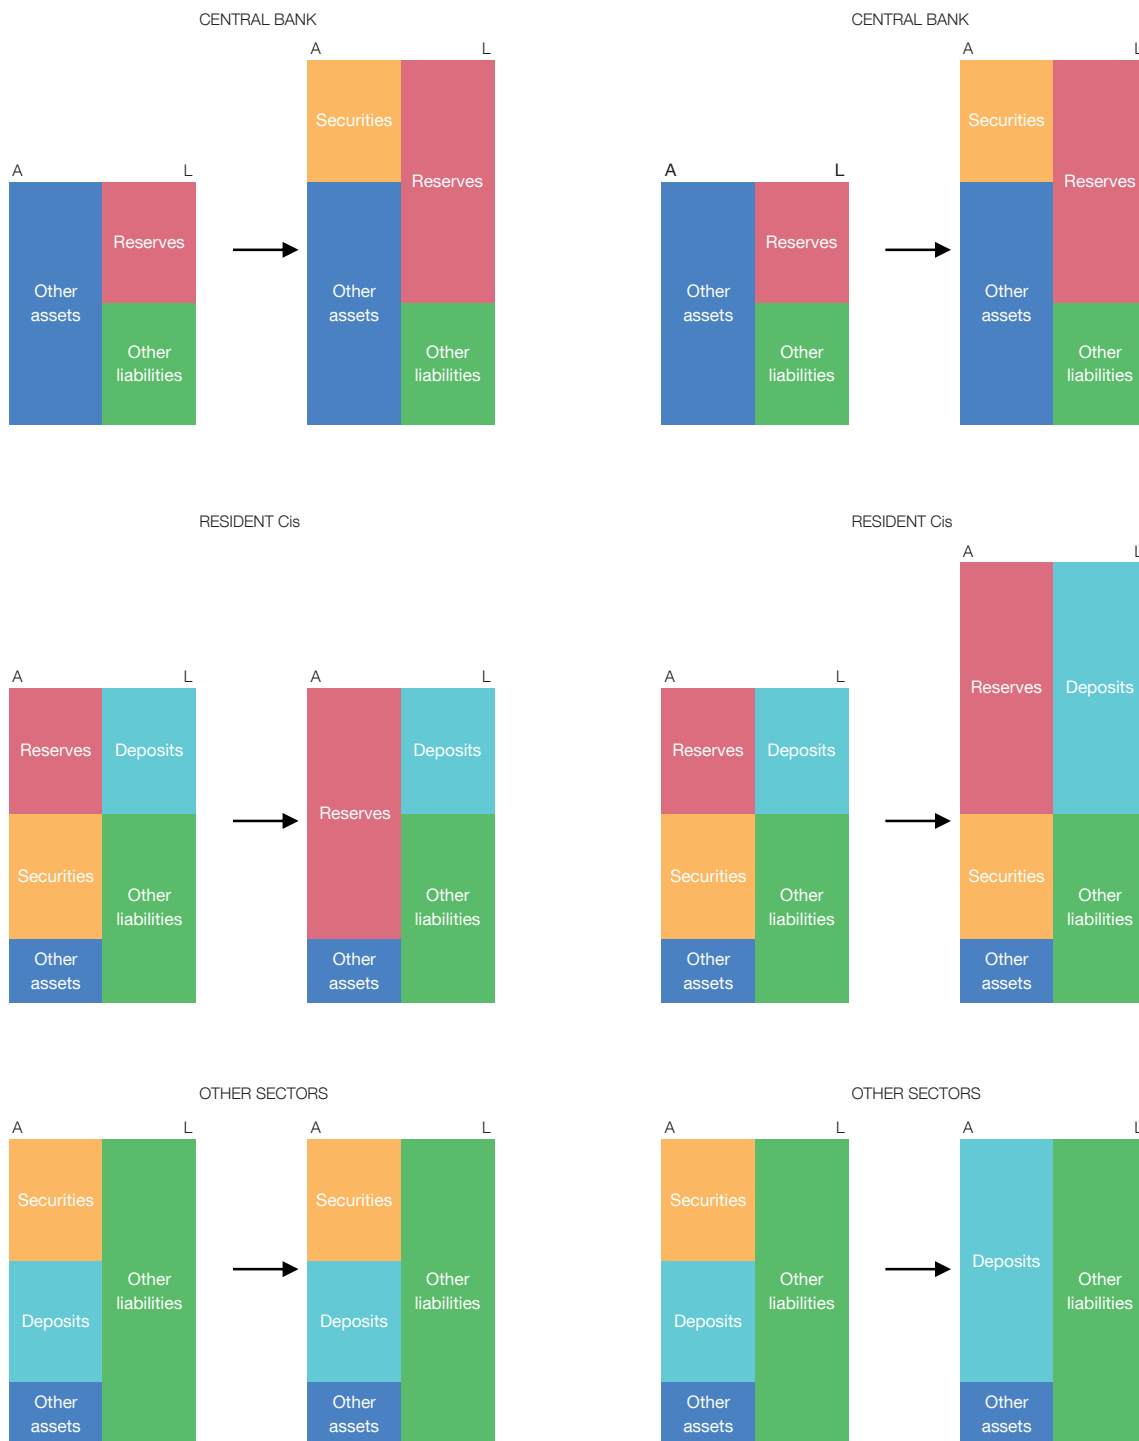 CENTRAL BANK
A L
Securities
Reserves
A L
Reserves
Other
assets
Other
assets
Other
liabilities
Other
liabilities
CENTRAL BANK
A L
Securities
Reserves
A L
Reserves
Other
assets
Other
assets
Other
liabilities
Other
liabilities
RESIDENT Cis
A L
A L
Reserves
Deposits
Deposits
Reserves
Securities
Other
liabilities
Other
liabilities
Other
assets
Other
assets
RESIDENT Cis
A L
Reserves
Deposits
A L
Reserves
Deposits
Securities
Securities
Other
liabilities
Other
liabilities
Other
assets
Other
assets
OTHER SECTORS
A L
A L
Securities
Securities
Other
liabilities
Other
liabilities
Deposits
Deposits
Other
assets
Other
assets
OTHER SECTORS
A L
A L
Securities
Deposits
Other
liabilities
Other
liabilities
Deposits
Other
assets
Other
assets